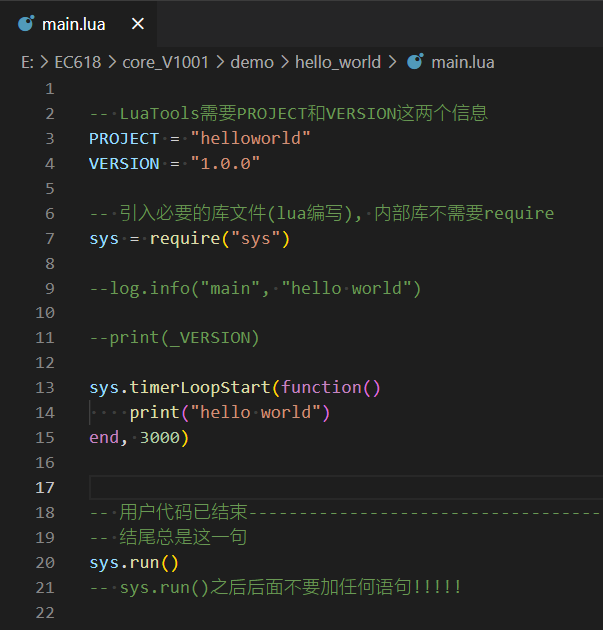 main.lua ×
E: > EC618 > core_V1001 > demo > hello_world > main.lua
1
2 -- LuaTools需要PROJECT和VERSION这两个信息
3 PROJECT = "helloworld"
4 VERSION = "1.0.0"
5
6 -- 引入必要的库文件(lua编写), 内部库不需要require
7 sys = require("sys")
8
9 --log.info("main", "hello world")
10
11 --print(_VERSION)
12
13 sys.timerLoopStart(function()
14     print("hello world")
15 end, 3000)
16
17
18 -- 用户代码已结束-----------------------------------
19 -- 结尾总是这一句
20 sys.run()
21 -- sys.run()之后后面不要加任何语句!!!!!
22